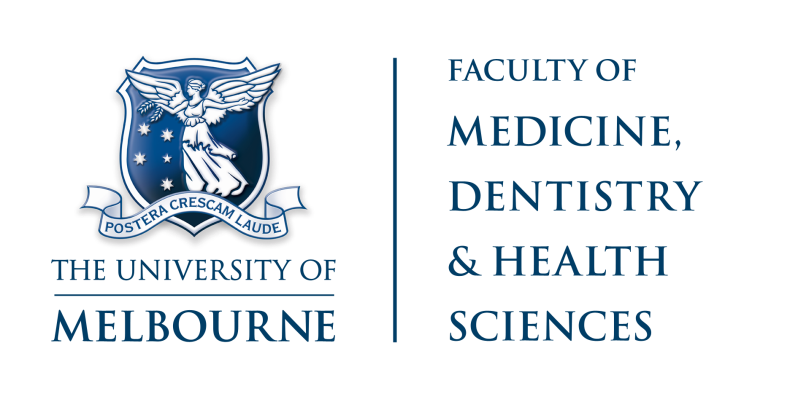 POSTERA CRESCAM LAUDE
THE UNIVERSITY OF
MELBOURNE
FACULTY OF
MEDICINE,
DENTISTRY
& HEALTH
SCIENCES